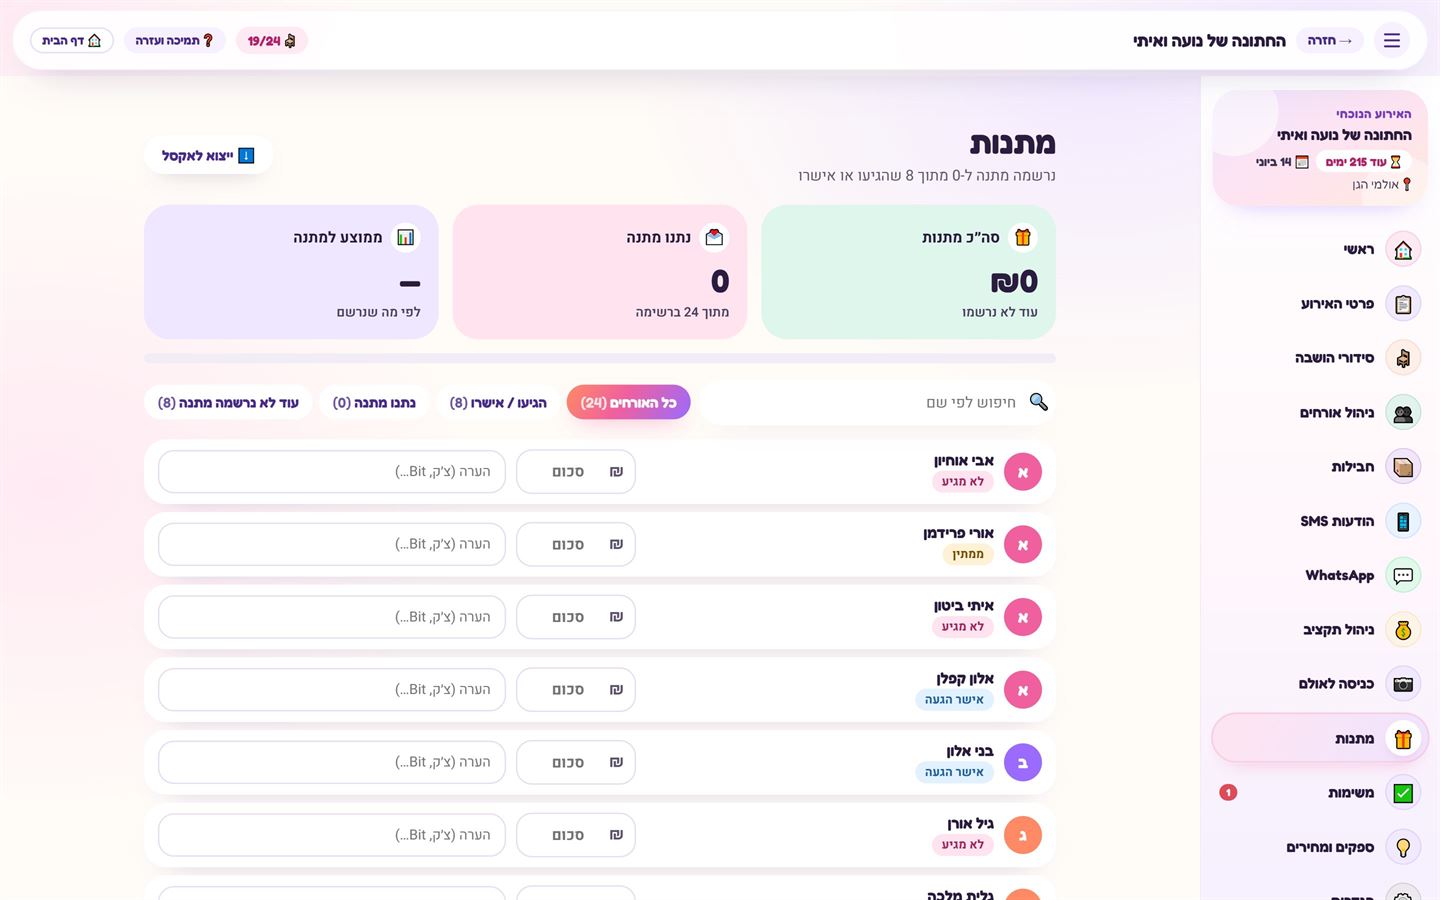 → חזרה
החתונה של נועה ואיתי
19/24
תמיכה ועזרה
דף הבית
האירוע הנוכחי
החתונה של נועה ואיתי
עוד 215 ימים
14 ביוני
אולמי הגן
ראשי
פרטי האירוע
סידורי הושבה
ניהול אורחים
חבילות
הודעות SMS
WhatsApp
ניהול תקציב
כניסה לאולם
מתנות
משימות
1
ספקים ומחירים
מתנות
נרשמה מתנה ל-0 מתוך 8 שהגיעו או אישרו
ייצוא לאקסל
סה״כ מתנות
₪0
עוד לא נרשמו
נתנו מתנה
0
מתוך 24 ברשימה
ממוצע למתנה
—
לפי מה שנרשם
חיפוש לפי שם
כל האורחים (24)
הגיעו / אישרו (8)
נתנו מתנה (0)
עוד לא נרשמה מתנה (8)
א
אבי אוחיון
לא מגיע
₪ סכום
הערה (צ׳ק, Bit…)
א
אורי פרידמן
ממתין
₪ סכום
הערה (צ׳ק, Bit…)
א
איתי ביטון
לא מגיע
₪ סכום
הערה (צ׳ק, Bit…)
א
אלון קפלן
אישר הגעה
₪ סכום
הערה (צ׳ק, Bit…)
ב
בני אלון
אישר הגעה
₪ סכום
הערה (צ׳ק, Bit…)
ג
גיל אורן
לא מגיע
₪ סכום
הערה (צ׳ק, Bit…)
גלית מלכה